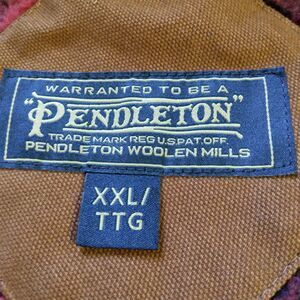 WARRANTED TO BE A
"PENDLETON"
TRADE MARK REG U.S. PAT. OFF.
PENDLETON WOOLEN MILLS
XXL/
TTG